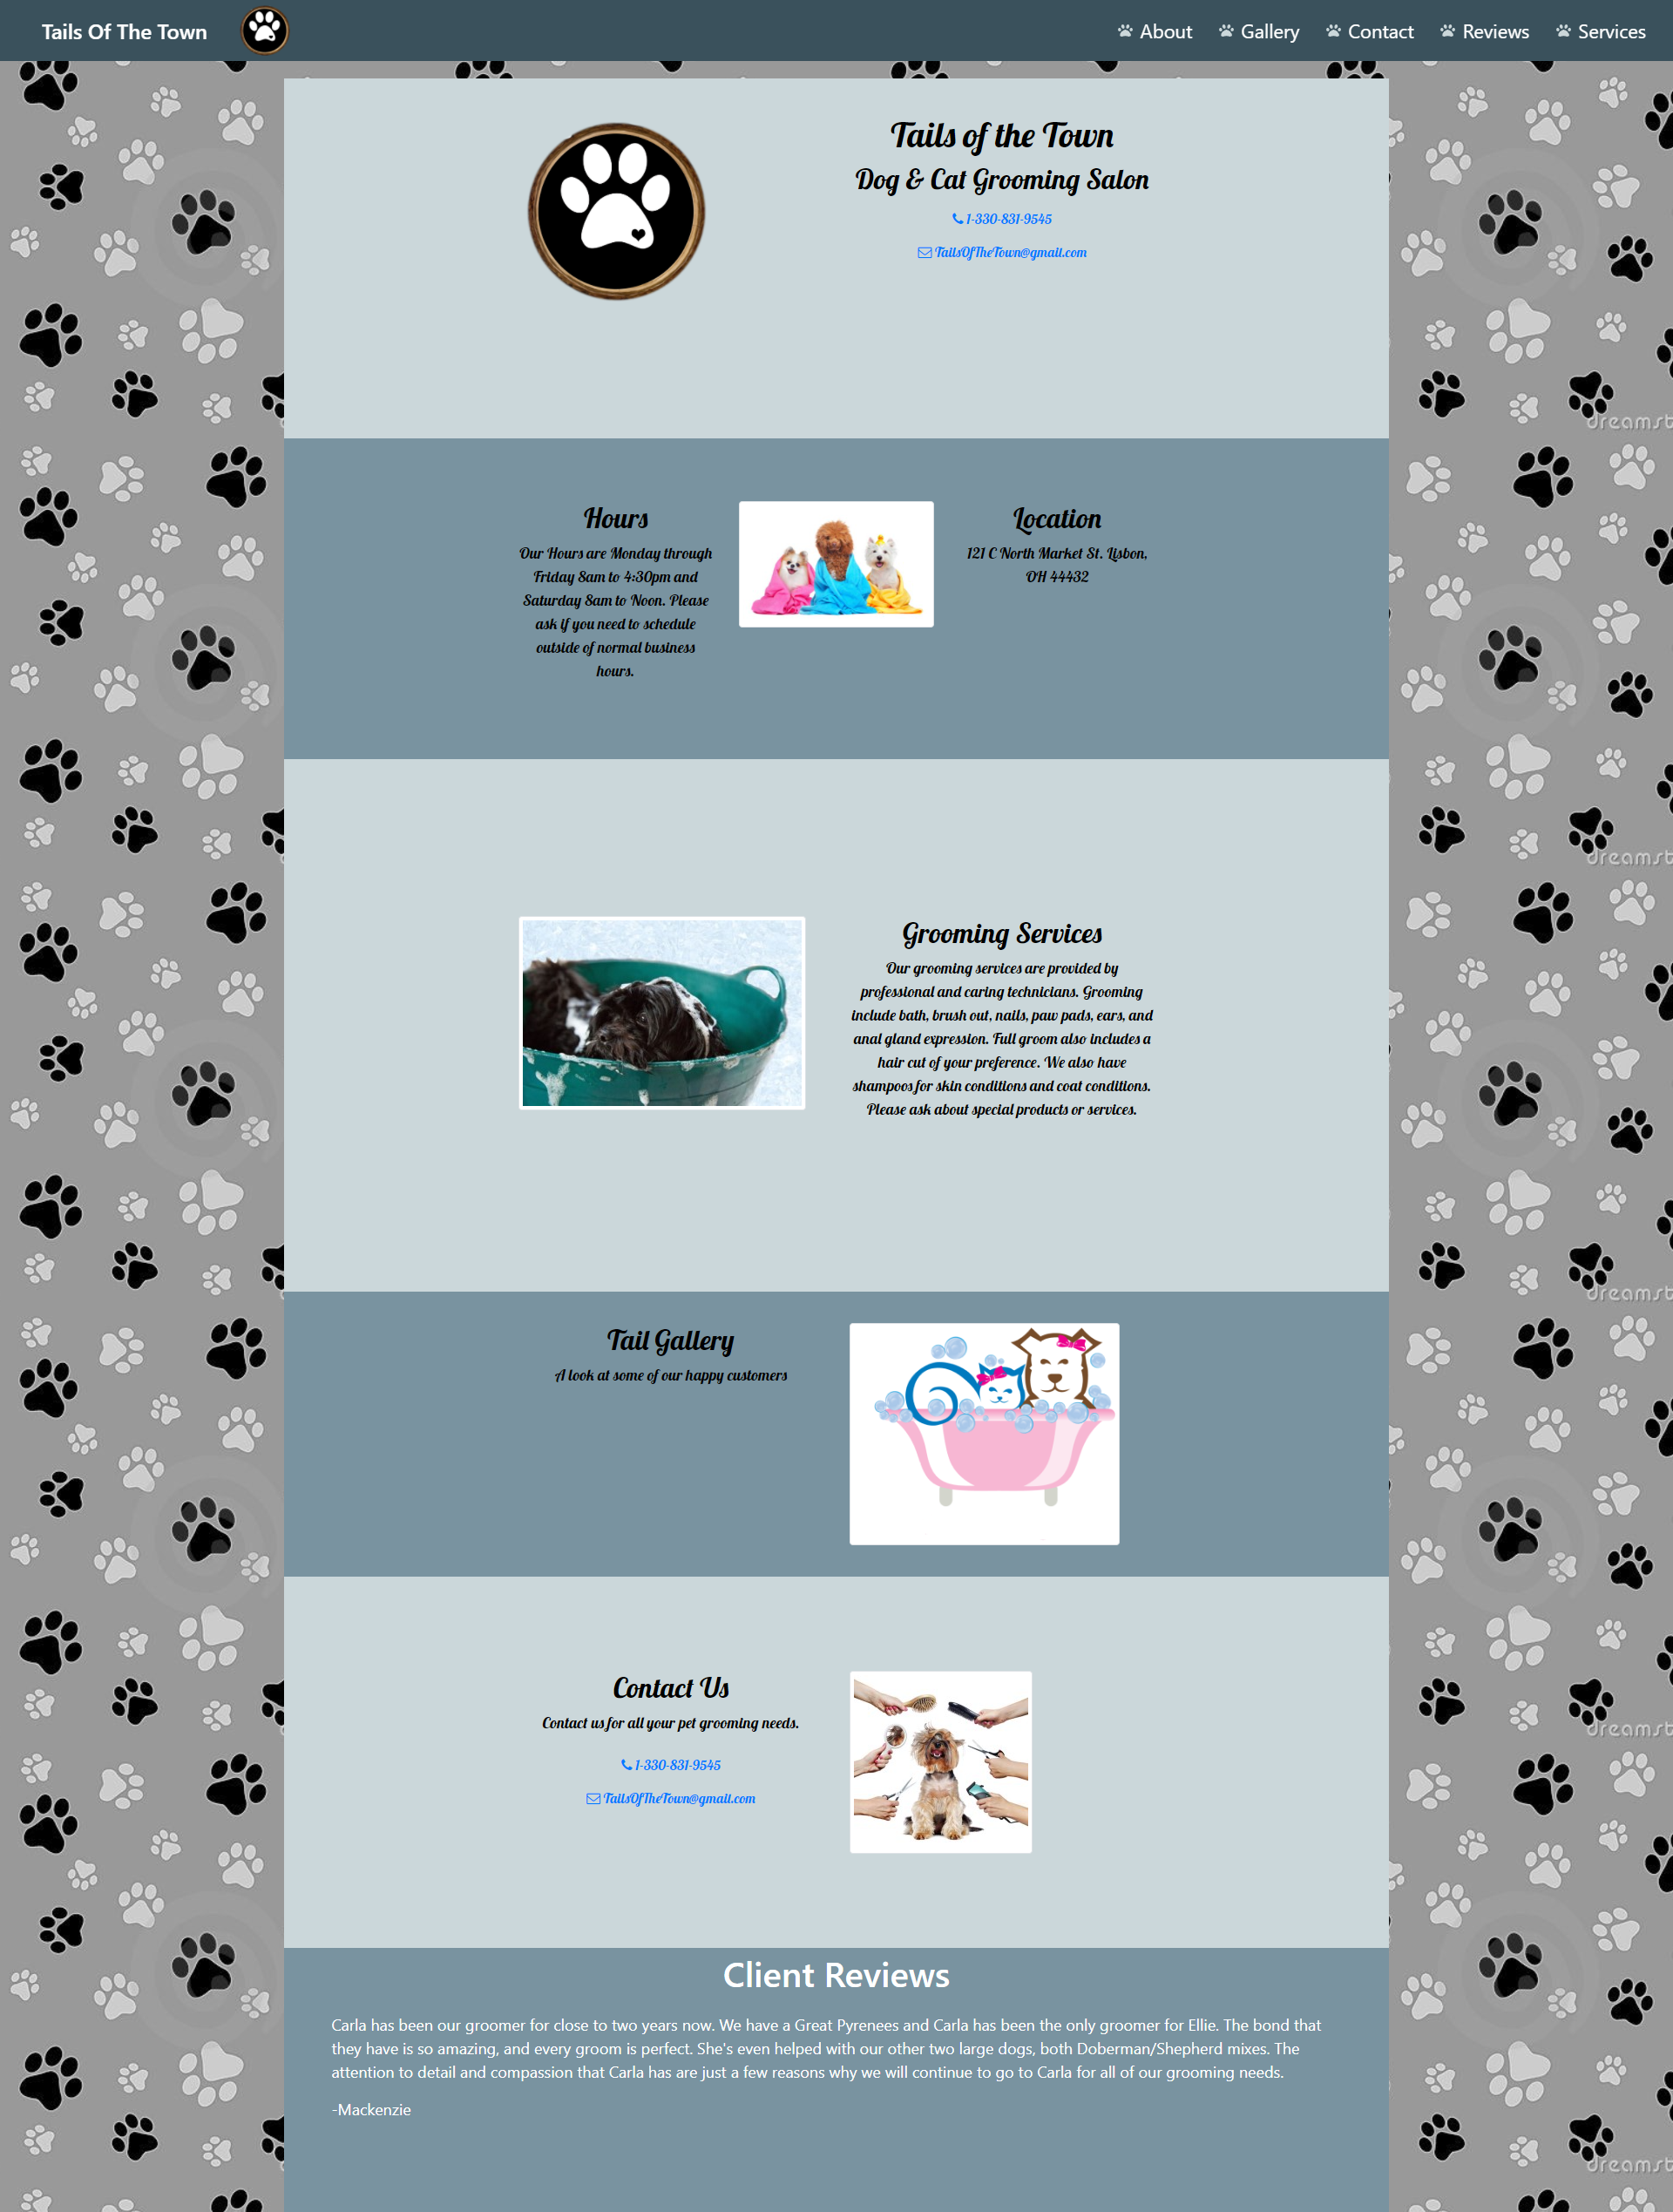 Tails Of The Town
About Gallery Contact Reviews Services
Tails of the Town
Dog & Cat Grooming Salon
1-330-831-9545
TailsOfTheTown@gmail.com
dreamst
Hours
Our Hours are Monday through
Friday 8am to 4:30pm and
Saturday 8am to Noon. Please
ask if you need to schedule
outside of normal business
hours.
Location
121 C North Market St. Lisbon,
OH 44432
dreamst
Grooming Services
Our grooming services are provided by
professional and caring technicians. Grooming
include bath, brush out, nails, paw pads, ears, and
anal gland expression. Full groom also includes a
hair cut of your preference. We also have
shampoos for skin conditions and coat conditions.
Please ask about special products or services.
dreamst
Tail Gallery
A look at some of our happy customers
Contact Us
Contact us for all your pet grooming needs.
1-330-831-9545
TailsOfTheTown@gmail.com
dreamst
Client Reviews
Carla has been our groomer for close to two years now. We have a Great Pyrenees and Carla has been the only groomer for Ellie. The bond that
they have is so amazing, and every groom is perfect. She's even helped with our other two large dogs, both Doberman/Shepherd mixes. The
attention to detail and compassion that Carla has are just a few reasons why we will continue to go to Carla for all of our grooming needs.
-Mackenzie
dreamst